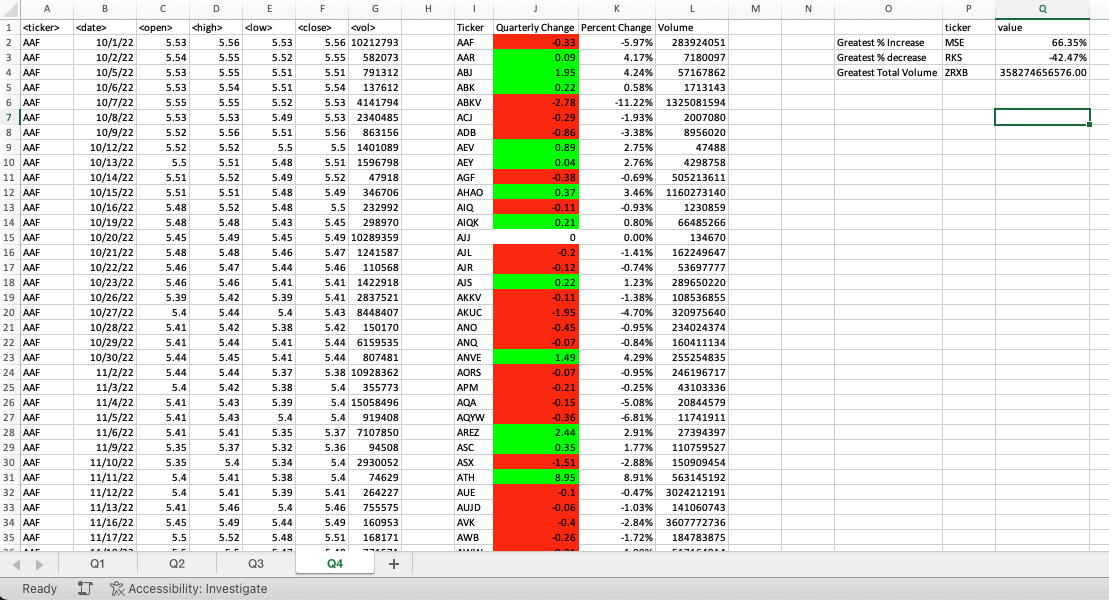 A B C D E F G H I J K L M N O P Q
1 <ticker> <date> <open> <high> <low> <close> <vol> Ticker Quarterly Change Percent Change Volume ticker value
2 AAF 10/1/22 5.53 5.56 5.53 5.56 10212793 AAF -0.33 -5.97% 283924051 Greatest % Increase MSE 66.35%
3 AAF 10/2/22 5.54 5.55 5.52 5.55 582073 AAR 0.09 4.17% 7180097 Greatest % decrease RKS -42.47%
4 AAF 10/5/22 5.53 5.55 5.51 5.51 791312 ABJ 1.95 4.24% 57167862 Greatest Total Volume ZRXB 358274656576.00
5 AAF 10/6/22 5.53 5.54 5.51 5.54 137612 ABK 0.22 0.58% 1713143
6 AAF 10/7/22 5.55 5.55 5.52 5.53 4141794 ABKV -2.78 -11.22% 1325081594
7 AAF 10/8/22 5.53 5.53 5.49 5.53 2340485 ACJ -0.29 -1.93% 2007080
8 AAF 10/9/22 5.52 5.56 5.51 5.56 863156 ADB -0.86 -3.38% 8956020
9 AAF 10/12/22 5.52 5.52 5.5 5.5 1401089 AEV 0.89 2.75% 47488
10 AAF 10/13/22 5.5 5.51 5.48 5.51 1596798 AEY 0.04 2.76% 4298758
11 AAF 10/14/22 5.51 5.52 5.49 5.52 47918 AGF -0.38 -0.69% 505213611
12 AAF 10/15/22 5.51 5.51 5.48 5.49 346706 AHAO 0.37 3.46% 1160273140
13 AAF 10/16/22 5.48 5.52 5.48 5.5 232992 AIQ -0.11 -0.93% 1230859
14 AAF 10/19/22 5.48 5.48 5.43 5.45 298970 AIQK 0.21 0.80% 66485266
15 AAF 10/20/22 5.45 5.49 5.45 5.49 10289359 AJJ 0 0.00% 134670
16 AAF 10/21/22 5.48 5.48 5.46 5.47 1241587 AJL -0.2 -1.41% 162249647
17 AAF 10/22/22 5.46 5.47 5.44 5.46 110568 AJR -0.12 -0.74% 53697777
18 AAF 10/23/22 5.46 5.46 5.41 5.41 1422918 AJS 0.22 1.23% 289650220
19 AAF 10/26/22 5.39 5.42 5.39 5.41 2837521 AKKV -0.11 -1.38% 108536855
20 AAF 10/27/22 5.4 5.44 5.4 5.43 8448407 AKUC -1.95 -4.70% 320975640
21 AAF 10/28/22 5.41 5.42 5.38 5.42 150170 ANO -0.45 -0.95% 234024374
22 AAF 10/29/22 5.41 5.44 5.41 5.44 6159535 ANQ -0.07 -0.84% 160411134
23 AAF 10/30/22 5.44 5.45 5.41 5.44 807481 ANVE 1.49 4.29% 255254835
24 AAF 11/2/22 5.44 5.44 5.37 5.38 10928362 AORS -0.07 -0.95% 246196717
25 AAF 11/3/22 5.4 5.42 5.38 5.4 355773 APM -0.21 -0.25% 43103336
26 AAF 11/4/22 5.41 5.43 5.39 5.4 15058496 AQA -0.15 -5.08% 20844579
27 AAF 11/5/22 5.41 5.43 5.4 5.4 919408 AQYW -0.36 -6.81% 11741911
28 AAF 11/6/22 5.41 5.41 5.35 5.37 7107850 AREZ 2.44 2.91% 27394397
29 AAF 11/9/22 5.35 5.37 5.32 5.36 94508 ASC 0.35 1.77% 110759527
30 AAF 11/10/22 5.35 5.4 5.34 5.4 2930052 ASX -1.51 -2.88% 150909454
31 AAF 11/11/22 5.4 5.41 5.38 5.4 74629 ATH 8.95 8.91% 563145192
32 AAF 11/12/22 5.4 5.41 5.39 5.41 264227 AUE -0.1 -0.47% 3024212191
33 AAF 11/13/22 5.41 5.46 5.4 5.46 755575 AUJD -0.06 -1.03% 141060743
34 AAF 11/16/22 5.45 5.49 5.44 5.49 160953 AVK -0.4 -2.84% 3607772736
35 AAF 11/17/22 5.5 5.52 5.48 5.51 168171 AWB -0.26 -1.72% 184783875
Q1 Q2 Q3 Q4 +
Ready Accessibility: Investigate